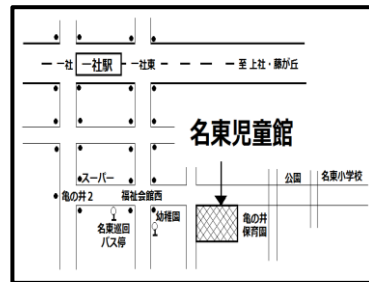 一社
一社駅
一社東
至 上社・藤が丘
名東児童館
公園
名東小学校
スーパー
亀の井2
福祉会館西
名東巡回
バス停
幼稚園
亀の井
保育園